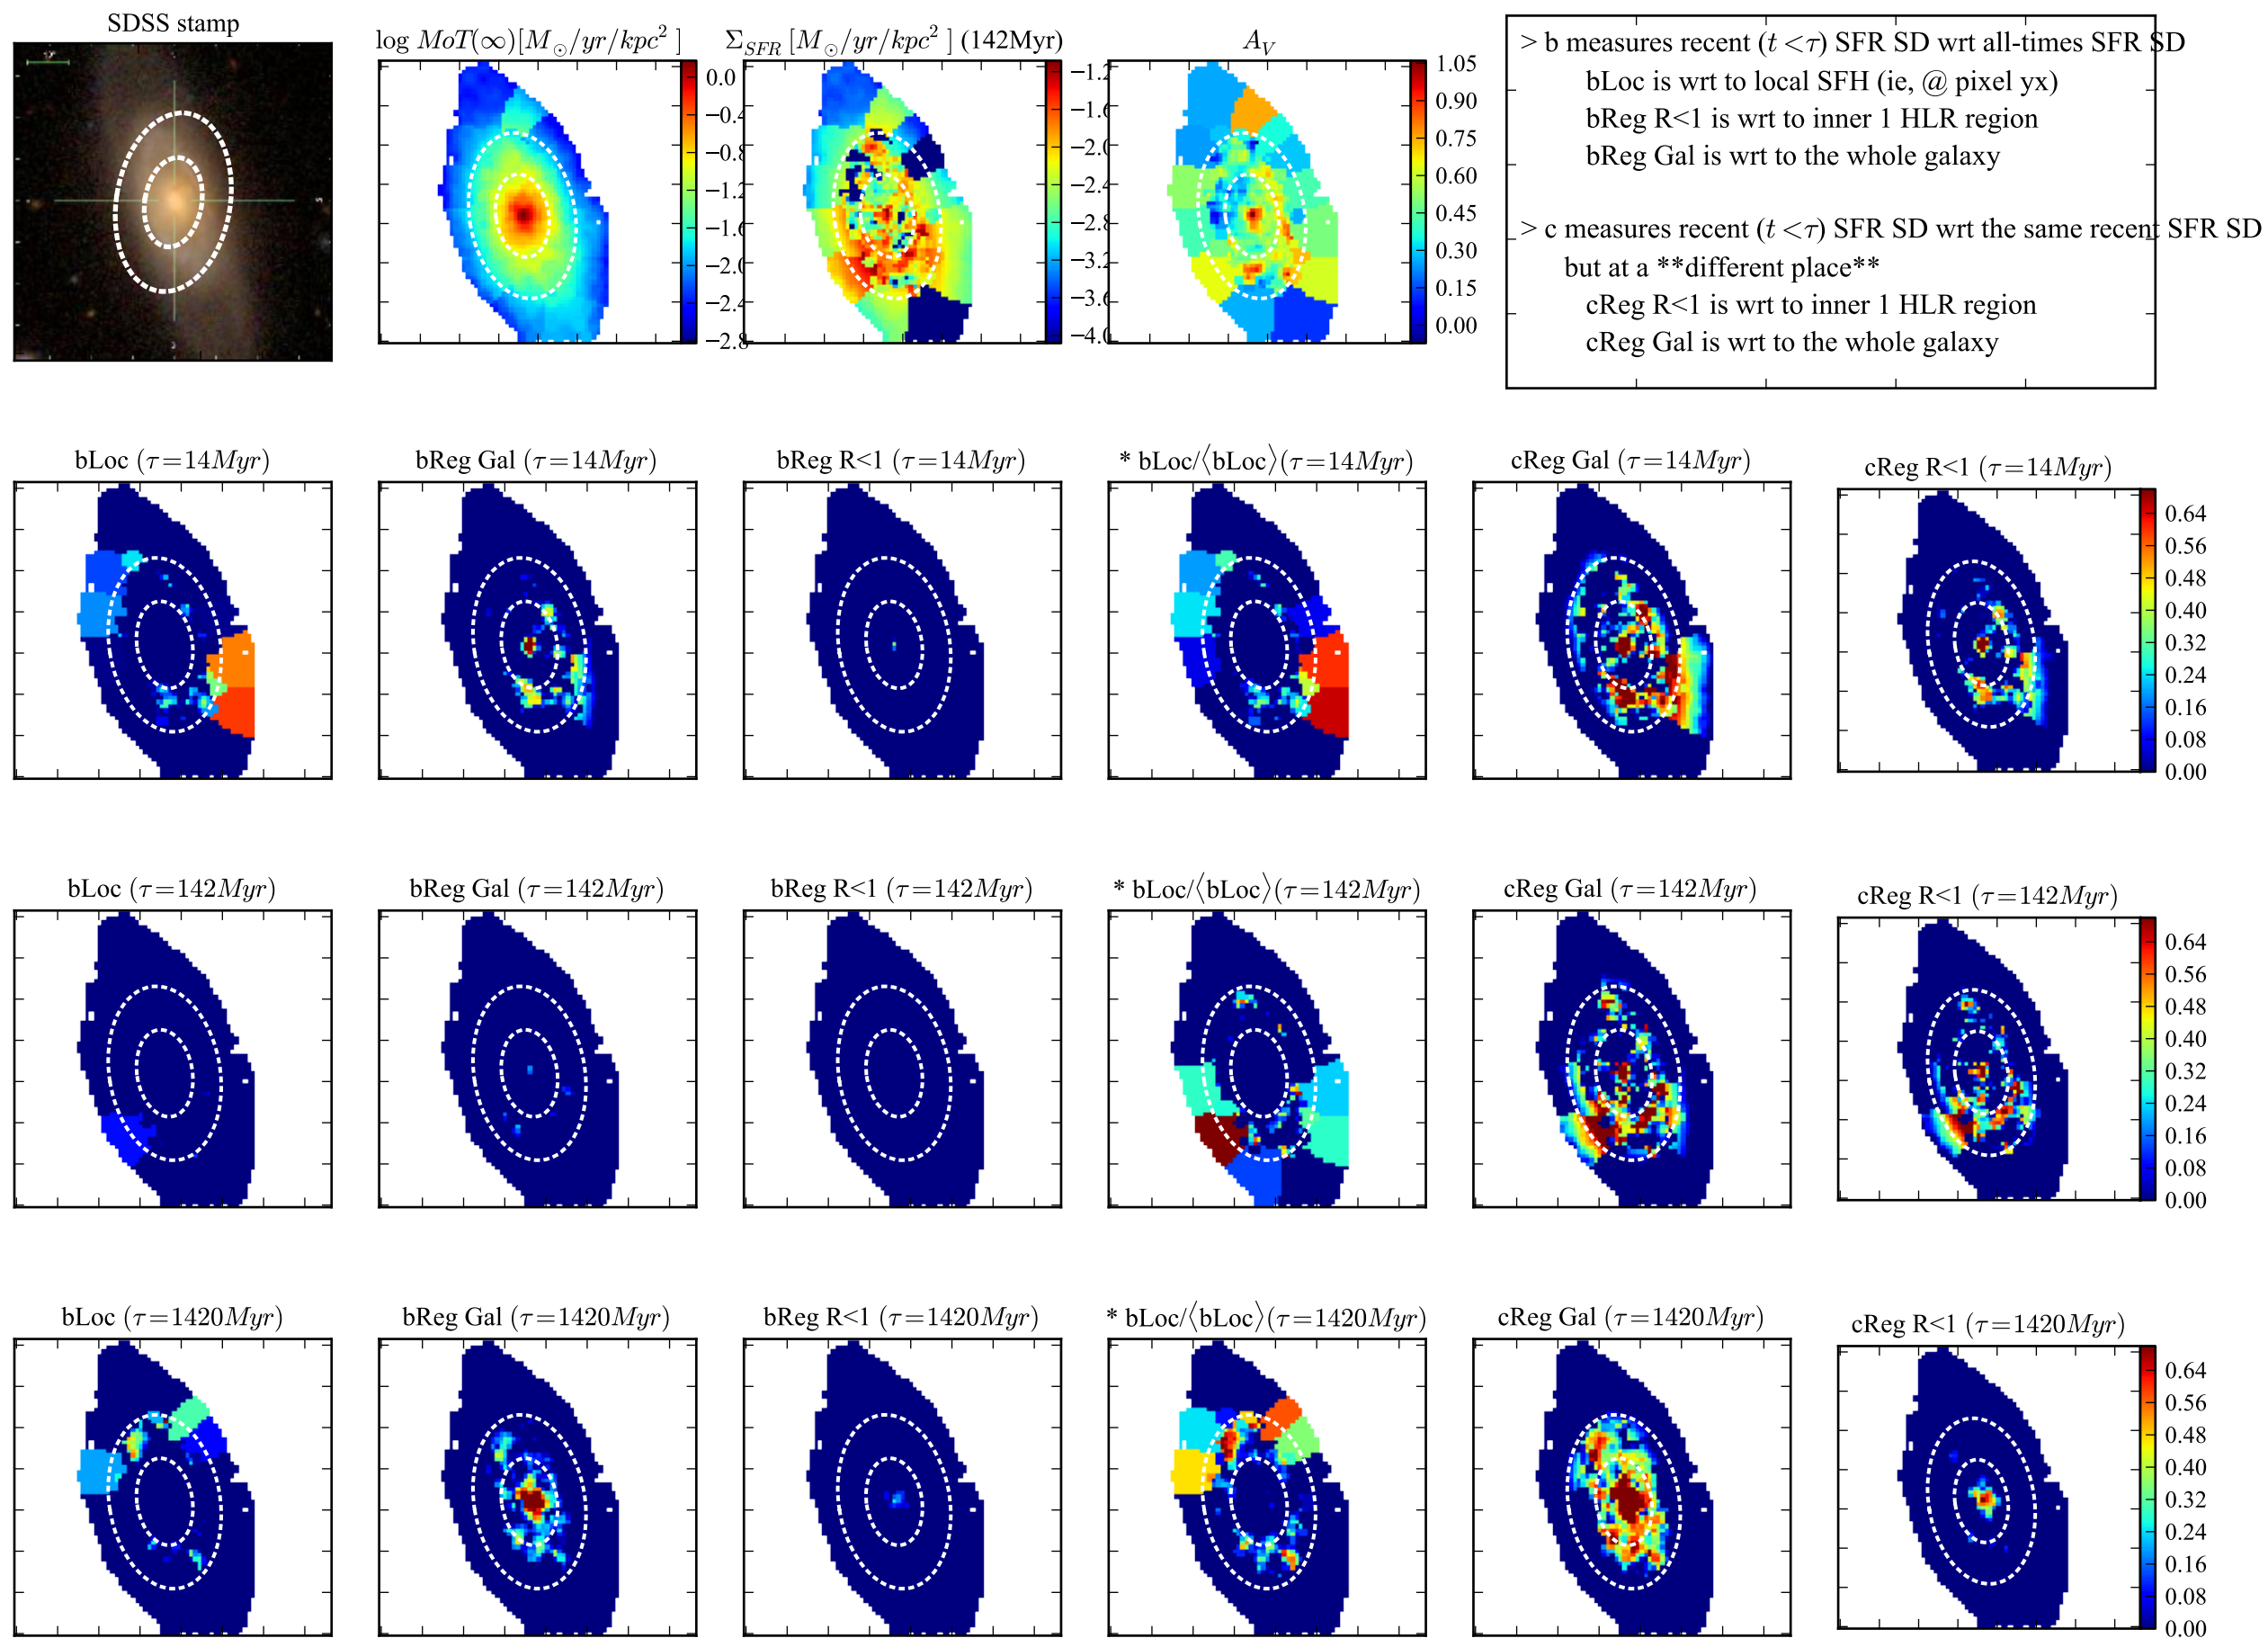 SDSS stamp
log MoT(∞)[M⊙/yr/kpc² ]
Σ_SFR [M⊙/yr/kpc² ] (142Myr)
A_V
0.0
−0.4
−0.8
−1.2
−1.6
−2.0
−2.4
−2.8
−1.2
−1.6
−2.0
−2.4
−2.8
−3.2
−3.6
−4.0
1.05
0.90
0.75
0.60
0.45
0.30
0.15
0.00
> b measures recent (t <τ) SFR SD wrt all-times SFR SD
bLoc is wrt to local SFH (ie, @ pixel yx)
bReg R<1 is wrt to inner 1 HLR region
bReg Gal is wrt to the whole galaxy
> c measures recent (t <τ) SFR SD wrt the same recent SFR SD
but at a **different place**
cReg R<1 is wrt to inner 1 HLR region
cReg Gal is wrt to the whole galaxy
bLoc (τ=14Myr)
bReg Gal (τ=14Myr)
bReg R<1 (τ=14Myr)
* bLoc/⟨bLoc⟩(τ=14Myr)
cReg Gal (τ=14Myr)
cReg R<1 (τ=14Myr)
0.64
0.56
0.48
0.40
0.32
0.24
0.16
0.08
0.00
bLoc (τ=142Myr)
bReg Gal (τ=142Myr)
bReg R<1 (τ=142Myr)
* bLoc/⟨bLoc⟩(τ=142Myr)
cReg Gal (τ=142Myr)
cReg R<1 (τ=142Myr)
0.64
0.56
0.48
0.40
0.32
0.24
0.16
0.08
0.00
bLoc (τ=1420Myr)
bReg Gal (τ=1420Myr)
bReg R<1 (τ=1420Myr)
* bLoc/⟨bLoc⟩(τ=1420Myr)
cReg Gal (τ=1420Myr)
cReg R<1 (τ=1420Myr)
0.64
0.56
0.48
0.40
0.32
0.24
0.16
0.08
0.00